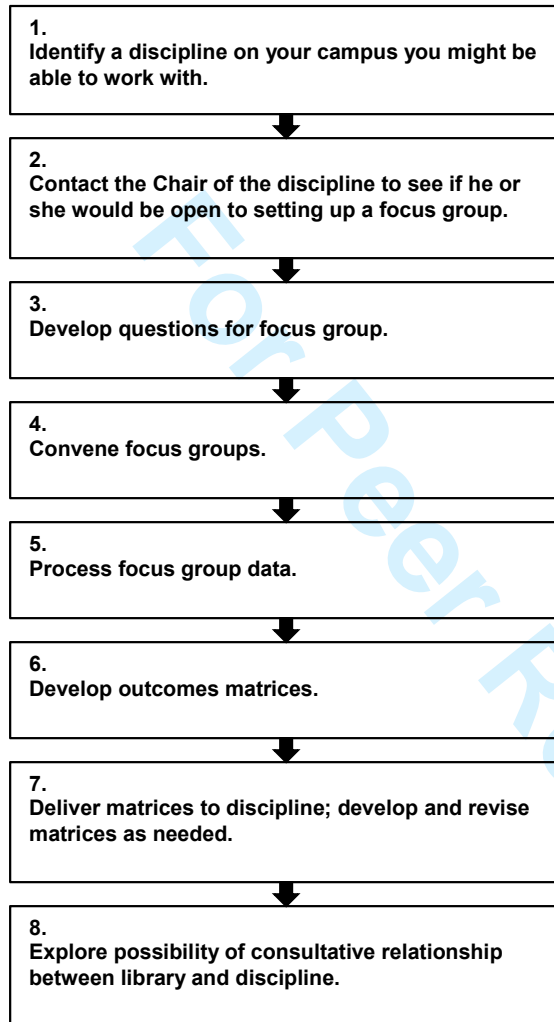 1.
Identify a discipline on your campus you might be
able to work with.
2.
Contact the Chair of the discipline to see if he or
she would be open to setting up a focus group.
3.
Develop questions for focus group.
4.
Convene focus groups.
5.
Process focus group data.
6.
Develop outcomes matrices.
7.
Deliver matrices to discipline; develop and revise
matrices as needed.
8.
Explore possibility of consultative relationship
between library and discipline.
For Peer Re